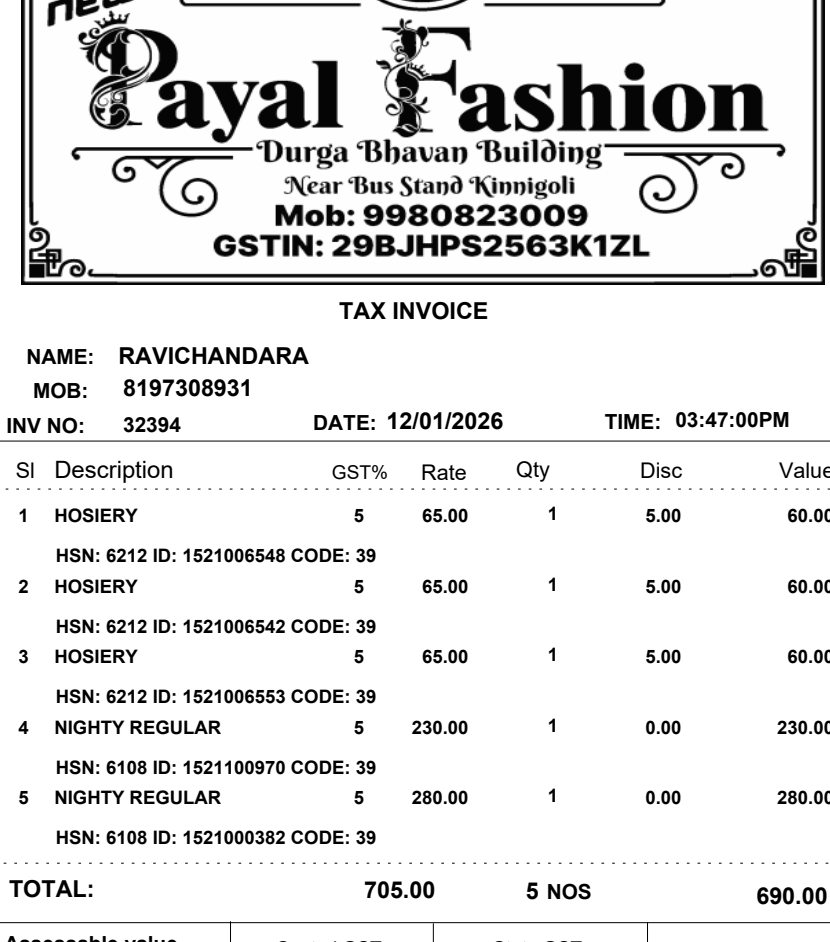 new
Payal Fashion
Durga Bhavan Building
Near Bus Stand Kinnigoli
Mob: 9980823009
GSTIN: 29BJHPS2563K1ZL
TAX INVOICE
NAME: RAVICHANDARA
MOB: 8197308931
INV NO: 32394 DATE: 12/01/2026 TIME: 03:47:00PM
Sl Description GST% Rate Qty Disc Value
1 HOSIERY 5 65.00 1 5.00 60.00
HSN: 6212 ID: 1521006548 CODE: 39
2 HOSIERY 5 65.00 1 5.00 60.00
HSN: 6212 ID: 1521006542 CODE: 39
3 HOSIERY 5 65.00 1 5.00 60.00
HSN: 6212 ID: 1521006553 CODE: 39
4 NIGHTY REGULAR 5 230.00 1 0.00 230.00
HSN: 6108 ID: 1521100970 CODE: 39
5 NIGHTY REGULAR 5 280.00 1 0.00 280.00
HSN: 6108 ID: 1521000382 CODE: 39
TOTAL: 705.00 5 NOS 690.00